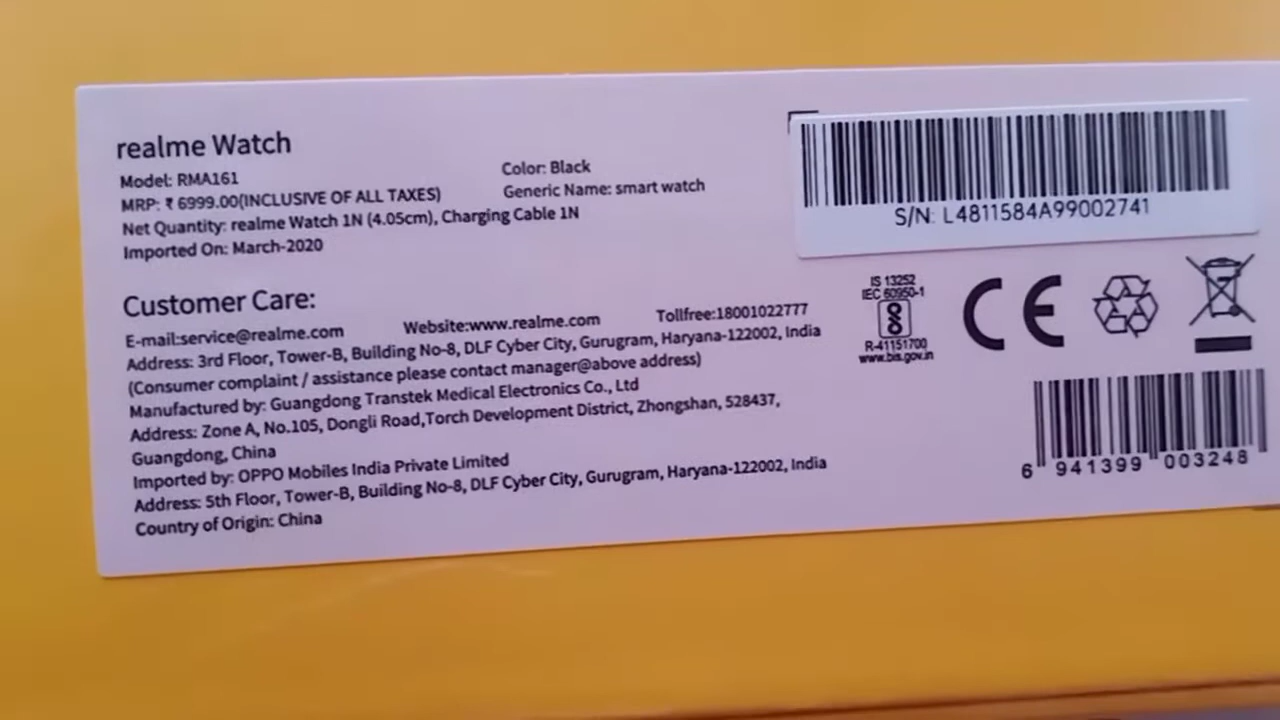 realme Watch
Model: RMA161
Color: Black
MRP: ₹ 6999.00(INCLUSIVE OF ALL TAXES)
Generic Name: smart watch
Net Quantity: realme Watch 1N (4.05cm), Charging Cable 1N
Imported On: March-2020
S/N: L4811584A99002741
Customer Care:
E-mail:service@realme.com
Website:www.realme.com
Tollfree:18001022777
Address: 3rd Floor, Tower-B, Building No-8, DLF Cyber City, Gurugram, Haryana-122002, India
(Consumer complaint / assistance please contact manager@above address)
Manufactured by: Guangdong Transtek Medical Electronics Co., Ltd
Address: Zone A, No.105, Dongli Road,Torch Development District, Zhongshan, 528437,
Guangdong, China
Imported by: OPPO Mobiles India Private Limited
Address: 5th Floor, Tower-B, Building No-8, DLF Cyber City, Gurugram, Haryana-122002, India
Country of Origin: China
IS 13252
IEC 60950-1
R-41151700
www.bis.gov.in
CE
6 941399 003248